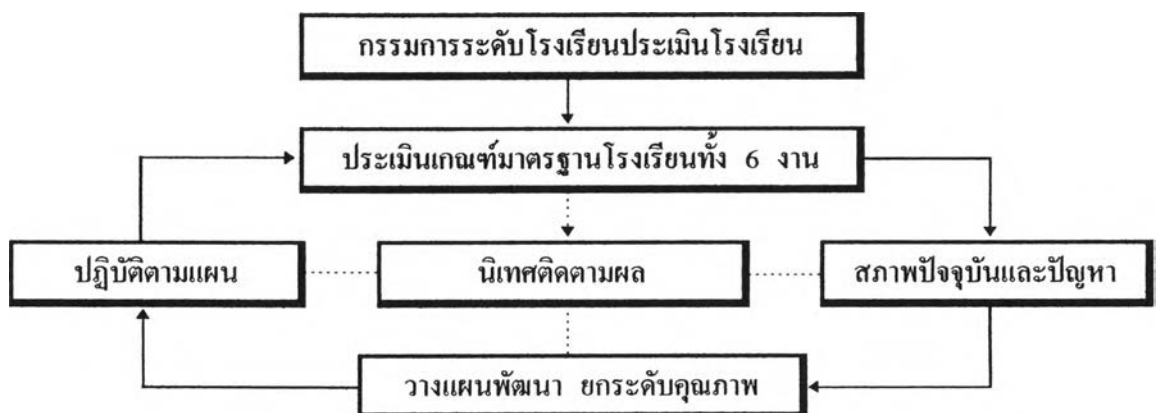 กรรมการระดับโรงเรียนประเมินโรงเรียน
ประเมินเกณฑ์มาตรฐานโรงเรียนทั้ง 6 งาน
ปฏิบัติตามแผน
นิเทศติดตามผล
สภาพปัจจุบันและปัญหา
วางแผนพัฒนา ยกระดับคุณภาพ